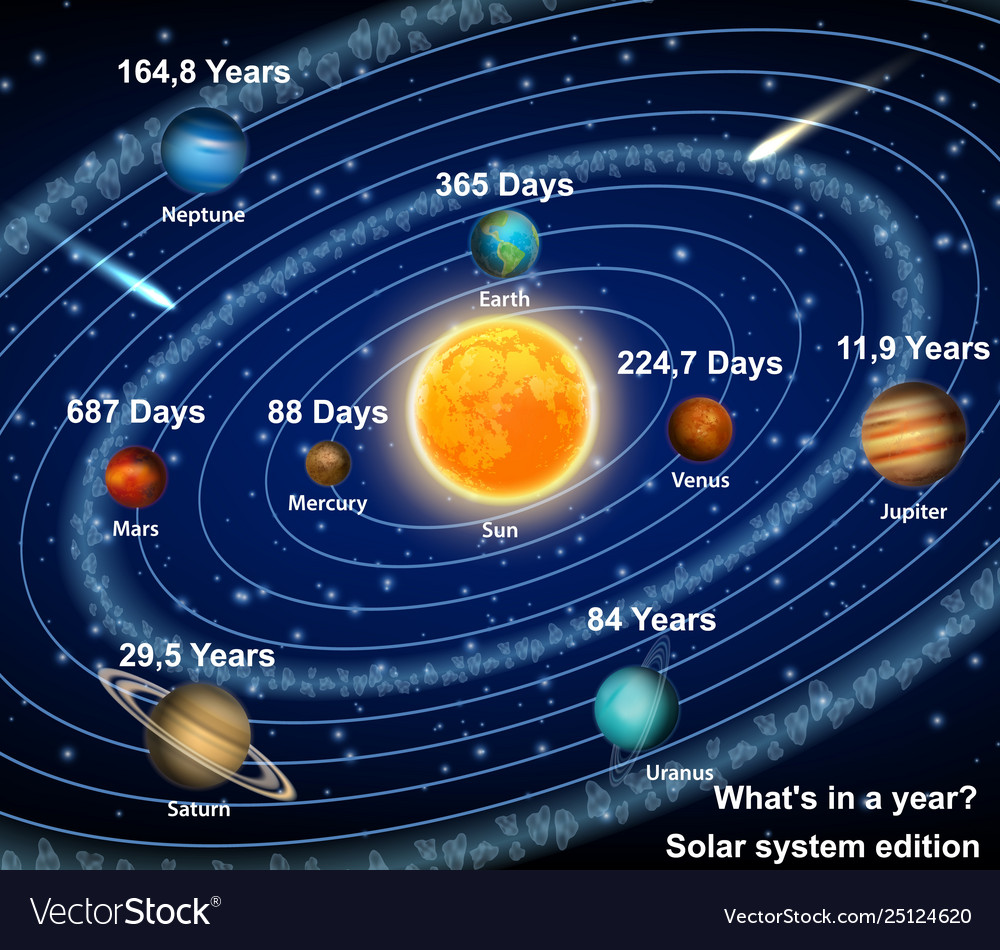 164,8 Years
Neptune
365 Days
Earth
11,9 Years
Jupiter
224,7 Days
Venus
687 Days
Mars
88 Days
Mercury
Sun
84 Years
Uranus
29,5 Years
Saturn
What's in a year?
Solar system edition
VectorStock®
VectorStock.com/25124620